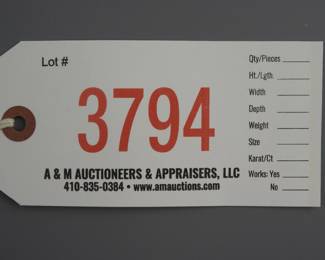 Lot #
3794
A & M AUCTIONEERS & APPRAISERS, LLC
410-835-0384 • www.amauctions.com
Qty/Pieces
Ht./Lgth
Width
Depth
Weight
Size
Karat/Ct
Works: Yes
No